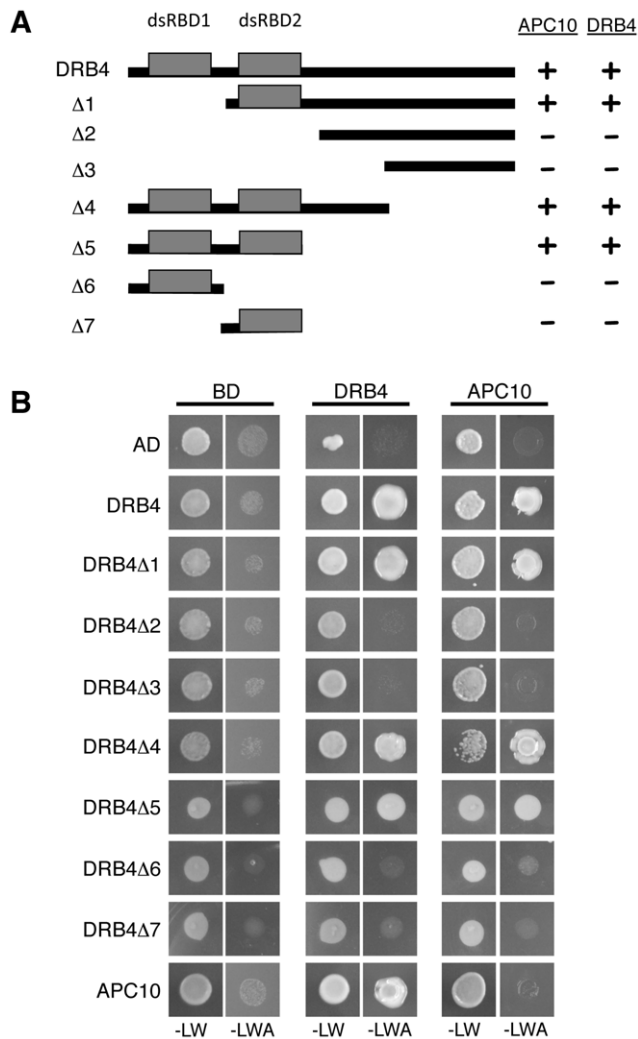 A
dsRBD1 dsRBD2
APC10 DRB4
DRB4 + +
Δ1 + +
Δ2 − −
Δ3 − −
Δ4 + +
Δ5 + +
Δ6 − −
Δ7 − −
B
BD DRB4 APC10
AD
DRB4
DRB4Δ1
DRB4Δ2
DRB4Δ3
DRB4Δ4
DRB4Δ5
DRB4Δ6
DRB4Δ7
APC10
-LW -LWA -LW -LWA -LW -LWA